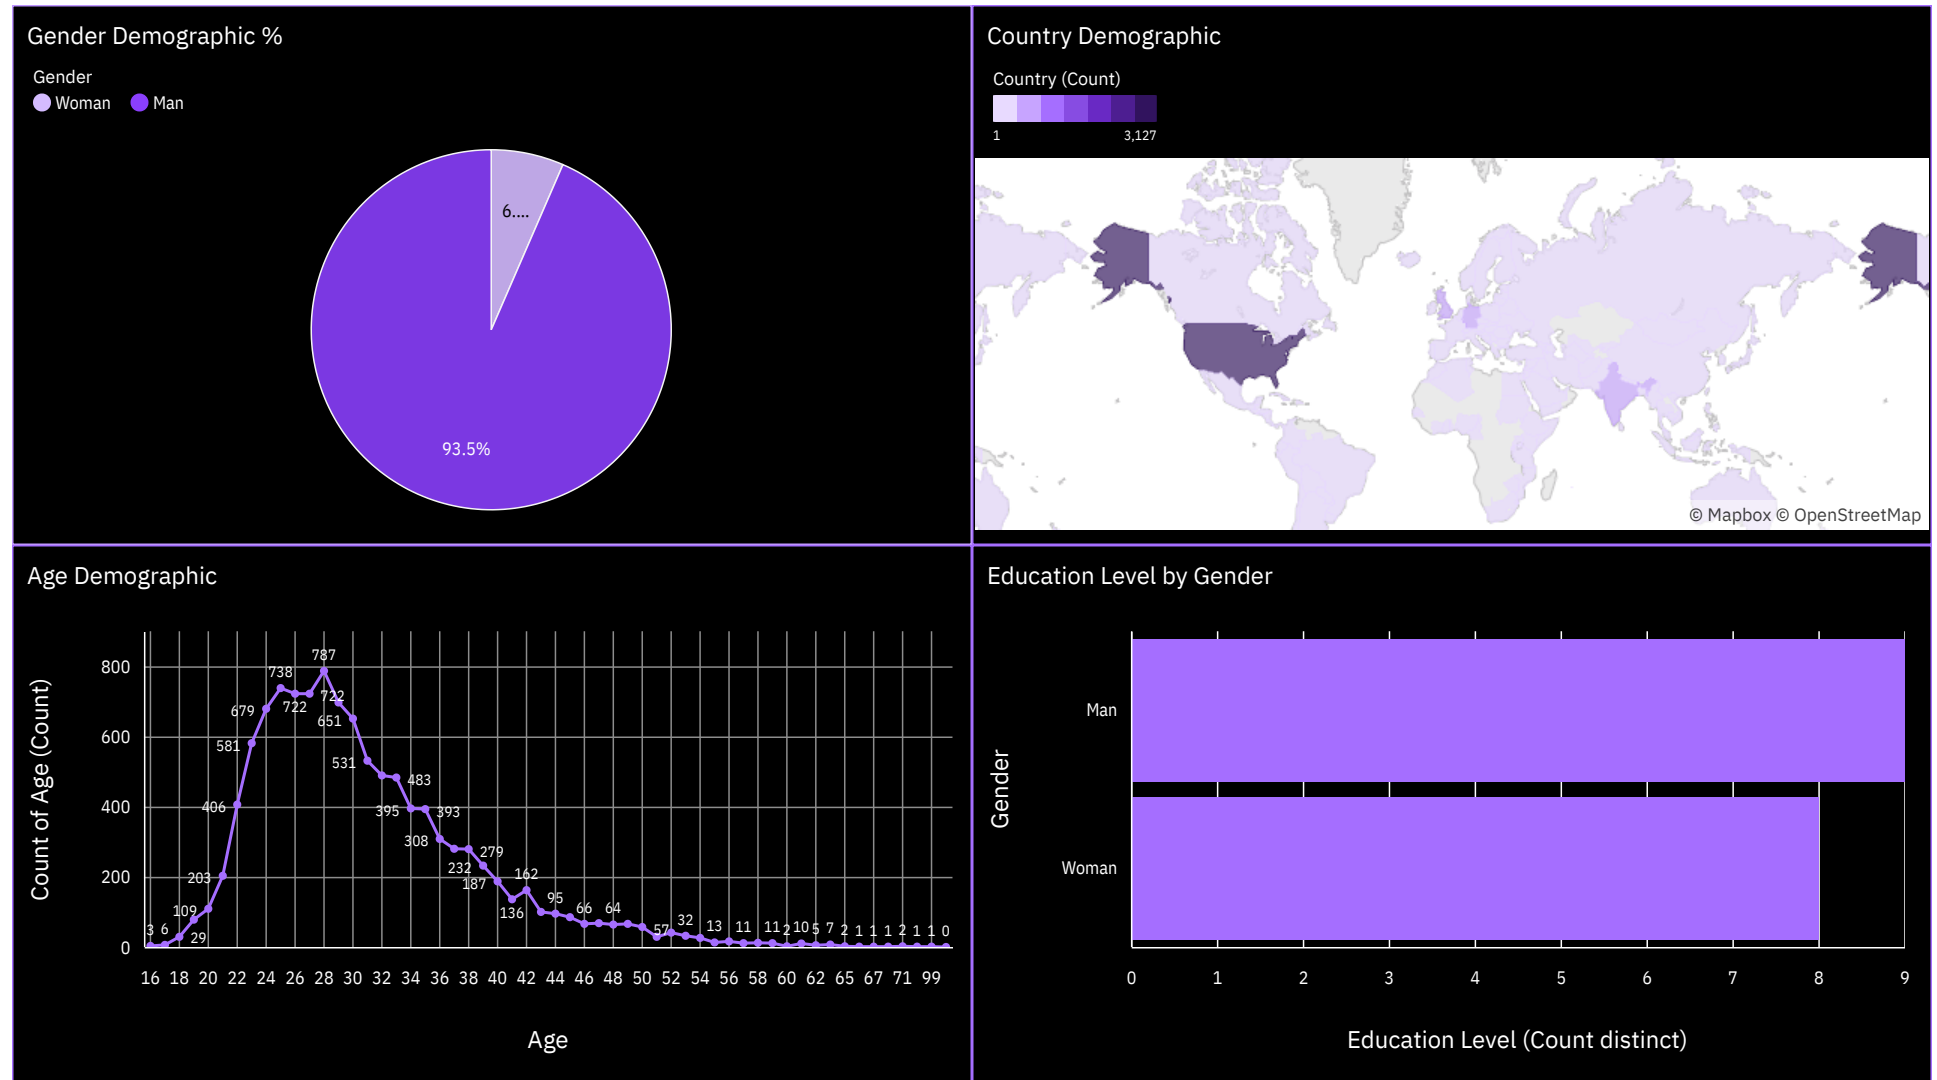 Gender Demographic %
Gender
Woman Man
6....
93.5%
Country Demographic
Country (Count)
1 3,127
© Mapbox © OpenStreetMap
Age Demographic
Count of Age (Count)
800
600
400
200
0
3 6 29 109 203 406 581 679 738 722 787 722 651 531 483 395 393 308 279 232 187 136 162 95 66 64 57 32 13 11 11 2 10 5 7 2 1 1 1 2 1 1 0
16 18 20 22 24 26 28 30 32 34 36 38 40 42 44 46 48 50 52 54 56 58 60 62 65 67 71 99
Age
Education Level by Gender
Gender
Man
Woman
0 1 2 3 4 5 6 7 8 9
Education Level (Count distinct)